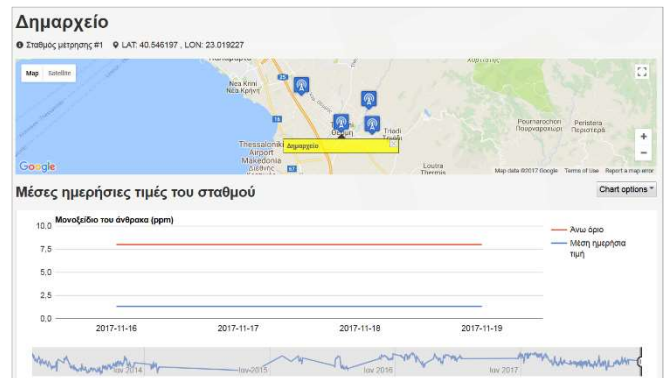 Δημαρχείο
Σταθμός μέτρησης #1 LAT: 40.546197 , LON: 23.019227
Map Satellite
Nea Krini
Νέα Κρήνη
Thessaloniki
Airport
Makedonia
Triadi
Δημαρχείο
Pournarochori
Peristera
Περιστερά
Loutra
Thermis
Google
Map data ©2017 Google Terms of Use Report a map error
Μέσες ημερήσιες τιμές του σταθμού
Chart options
Μονοξείδιο του άνθρακα (ppm)
10,0
7,5
5,0
2,5
0,0
Άνω όριο
Μέση ημερήσια
τιμή
2017-11-16 2017-11-17 2017-11-18 2017-11-19
Ιαν 2014 Ιαν 2015 Ιαν 2016 Ιαν 2017